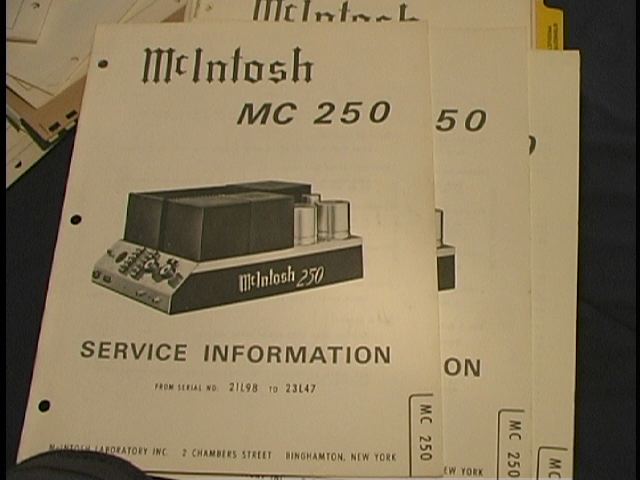 McIntosh
McIntosh
MC 250
50
McIntosh 250
SERVICE INFORMATION
ON
FROM SERIAL NO. 21L98 TO 23L47
McINTOSH LABORATORY INC. 2 CHAMBERS STREET BINGHAMTON, NEW YORK
EW YORK
MC 250
MC 250
MC